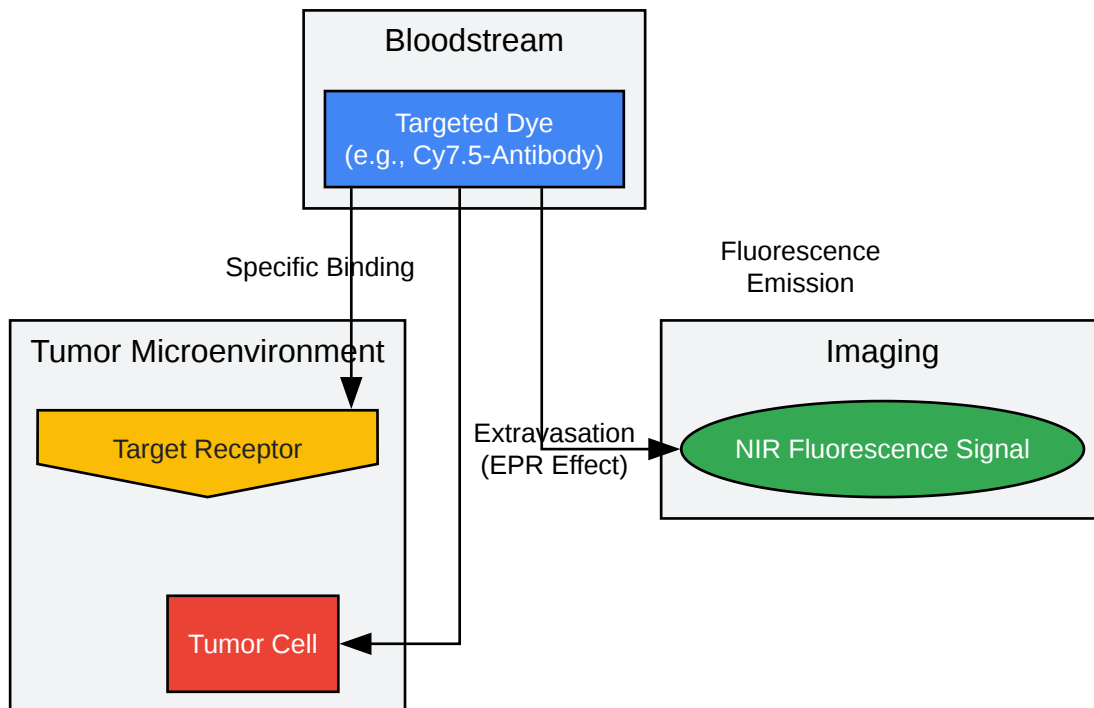 Bloodstream
Targeted Dye
(e.g., Cy7.5-Antibody)
Specific Binding
Fluorescence
Emission
Tumor Microenvironment
Imaging
Target Receptor
Extravasation
(EPR Effect)
NIR Fluorescence Signal
Tumor Cell